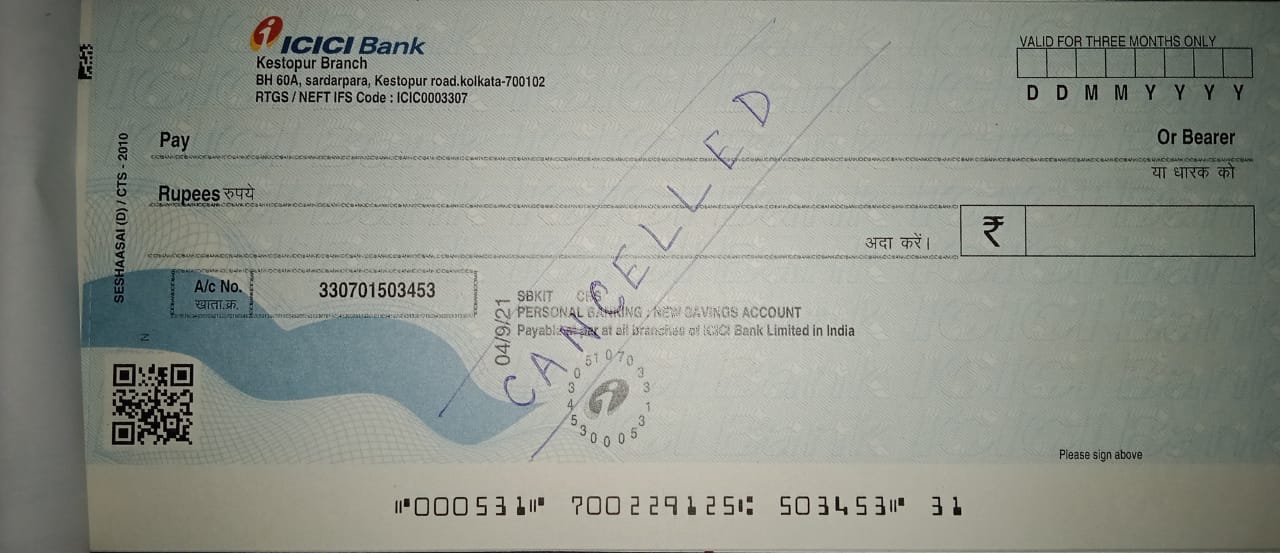 ICICI Bank
Kestopur Branch
BH 60A, sardarpara, Kestopur road.kolkata-700102
RTGS / NEFT IFS Code : ICIC0003307
VALID FOR THREE MONTHS ONLY
D D M M Y Y Y Y
Pay
Or Bearer
या धारक को
Rupees रुपये
अदा करें।
₹
SESHAASAI (D) / CTS - 2010
A/c No.
खाता.क्र.
330701503453
04/9/21
SBKIT
PERSONAL BANKING / NEW SAVINGS ACCOUNT
Payable at par at all branches of ICICI Bank Limited in India
CANCELLED
N
Please sign above
⑈000531⑈ 700229125⑆ 503453⑈ 31